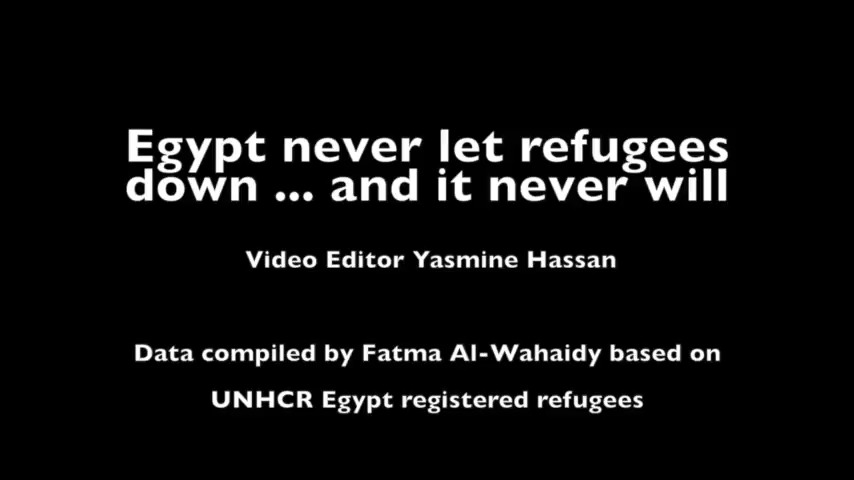 Egypt never let refugees
down ... and it never will
Video Editor Yasmine Hassan
Data compiled by Fatma Al-Wahaidy based on
UNHCR Egypt registered refugees